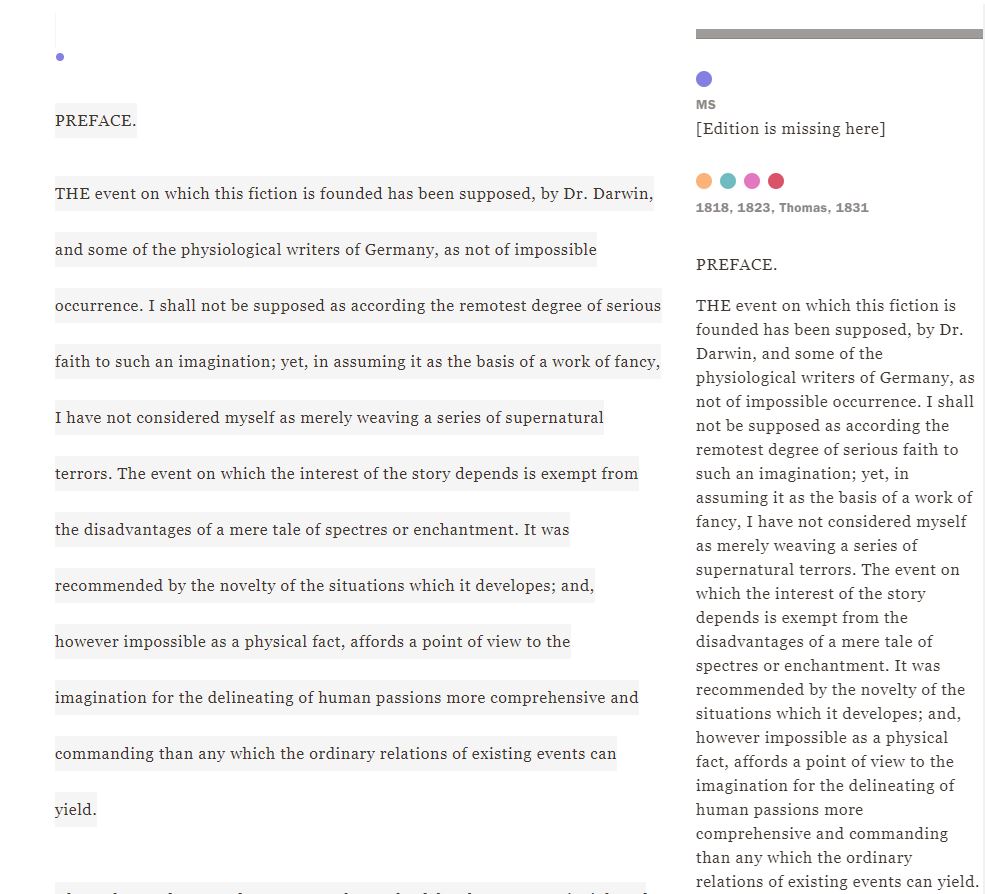 PREFACE.
THE event on which this fiction is founded has been supposed, by Dr. Darwin,
and some of the physiological writers of Germany, as not of impossible
occurrence. I shall not be supposed as according the remotest degree of serious
faith to such an imagination; yet, in assuming it as the basis of a work of fancy,
I have not considered myself as merely weaving a series of supernatural
terrors. The event on which the interest of the story depends is exempt from
the disadvantages of a mere tale of spectres or enchantment. It was
recommended by the novelty of the situations which it developes; and,
however impossible as a physical fact, affords a point of view to the
imagination for the delineating of human passions more comprehensive and
commanding than any which the ordinary relations of existing events can
yield.
MS
[Edition is missing here]
1818, 1823, Thomas, 1831
PREFACE.
THE event on which this fiction is
founded has been supposed, by Dr.
Darwin, and some of the
physiological writers of Germany, as
not of impossible occurrence. I shall
not be supposed as according the
remotest degree of serious faith to
such an imagination; yet, in
assuming it as the basis of a work of
fancy, I have not considered myself
as merely weaving a series of
supernatural terrors. The event on
which the interest of the story
depends is exempt from the
disadvantages of a mere tale of
spectres or enchantment. It was
recommended by the novelty of the
situations which it developes; and,
however impossible as a physical
fact, affords a point of view to the
imagination for the delineating of
human passions more
comprehensive and commanding
than any which the ordinary
relations of existing events can yield.